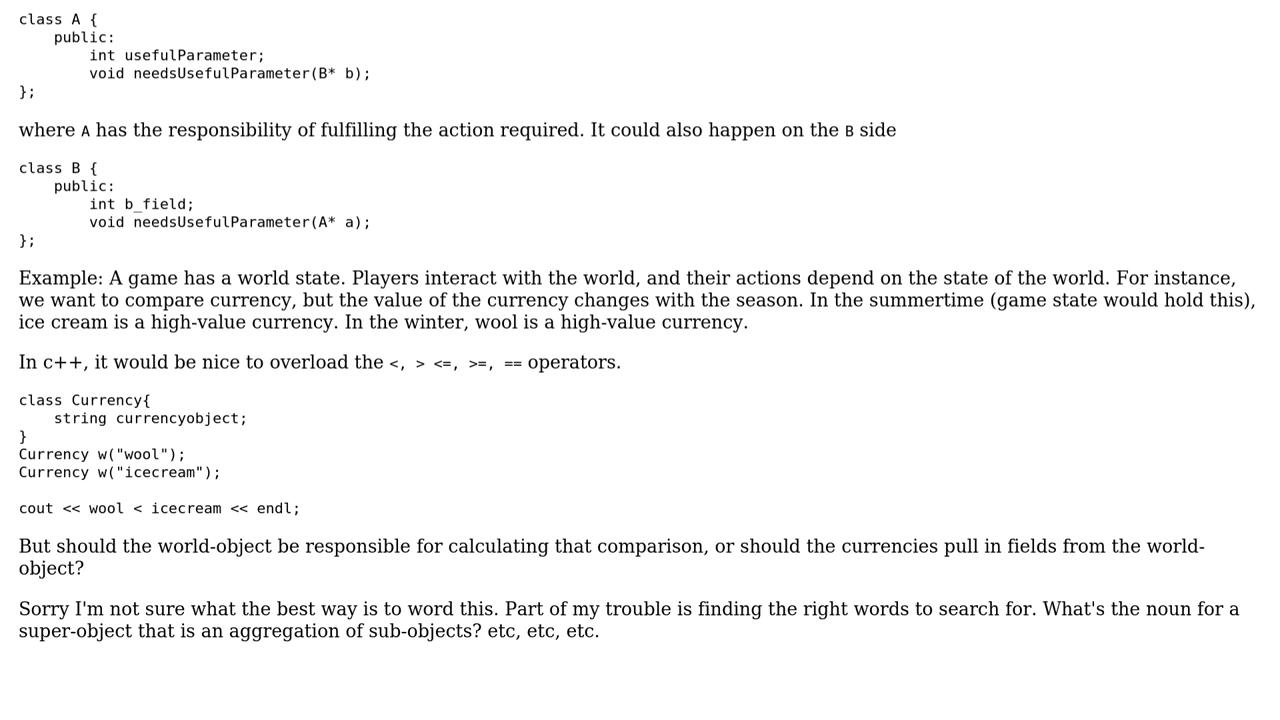 class A {
    public:
        int usefulParameter;
        void needsUsefulParameter(B* b);
};
where A has the responsibility of fulfilling the action required. It could also happen on the B side
class B {
    public:
        int b_field;
        void needsUsefulParameter(A* a);
};
Example: A game has a world state. Players interact with the world, and their actions depend on the state of the world. For instance,
we want to compare currency, but the value of the currency changes with the season. In the summertime (game state would hold this),
ice cream is a high-value currency. In the winter, wool is a high-value currency.
In c++, it would be nice to overload the <, > <=, >=, == operators.
class Currency{
    string currencyobject;
}
Currency w("wool");
Currency w("icecream");
cout << wool < icecream << endl;
But should the world-object be responsible for calculating that comparison, or should the currencies pull in fields from the world-
object?
Sorry I'm not sure what the best way is to word this. Part of my trouble is finding the right words to search for. What's the noun for a
super-object that is an aggregation of sub-objects? etc, etc, etc.